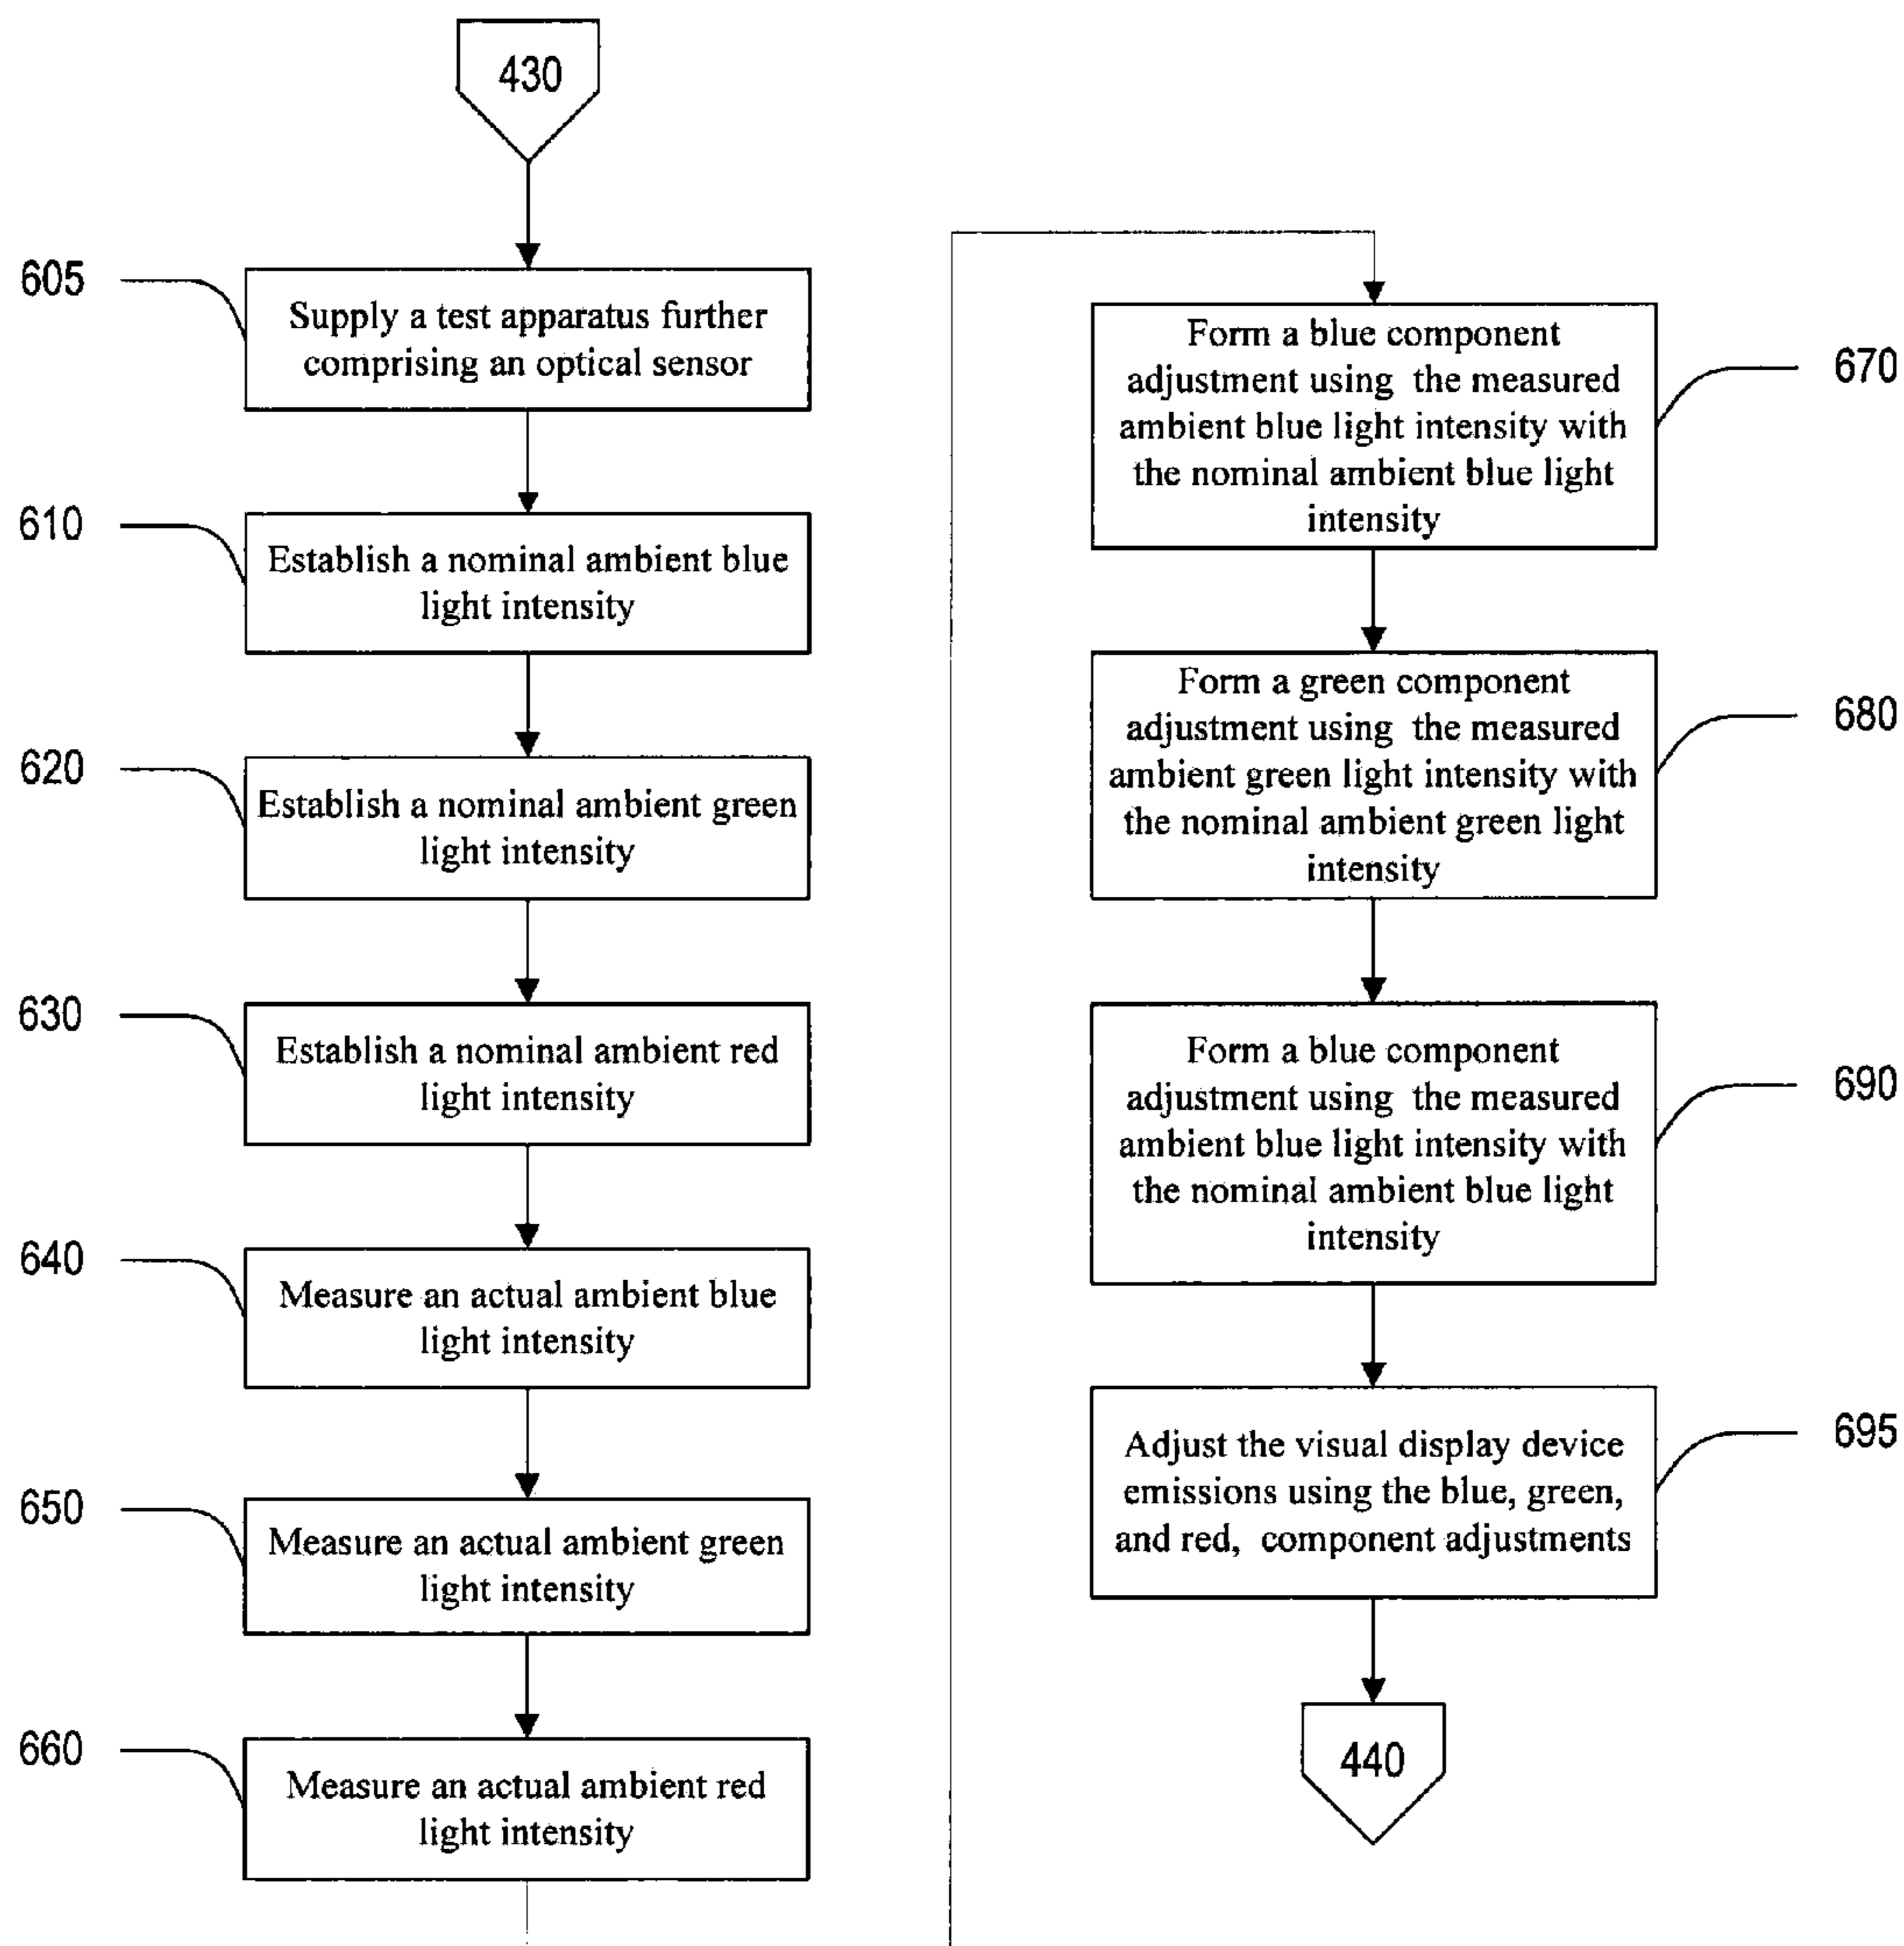 430
605
Supply a test apparatus further
comprising an optical sensor
610
Establish a nominal ambient blue
light intensity
620
Establish a nominal ambient green
light intensity
630
Establish a nominal ambient red
light intensity
640
Measure an actual ambient blue
light intensity
650
Measure an actual ambient green
light intensity
660
Measure an actual ambient red
light intensity
Form a blue component
adjustment using the measured
ambient blue light intensity with
the nominal ambient blue light
intensity
670
Form a green component
adjustment using the measured
ambient green light intensity with
the nominal ambient green light
intensity
680
Form a blue component
adjustment using the measured
ambient blue light intensity with
the nominal ambient blue light
intensity
690
Adjust the visual display device
emissions using the blue, green,
and red, component adjustments
695
440